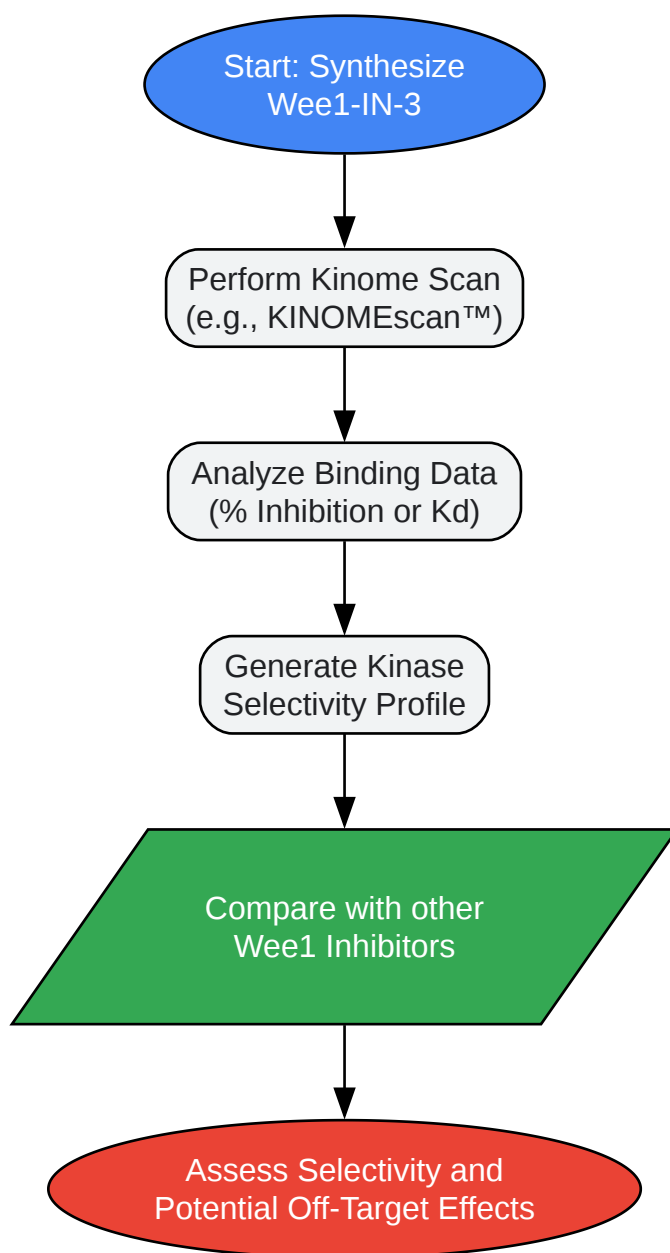 Start: Synthesize
Wee1-IN-3
Perform Kinome Scan
(e.g., KINOMEscan™)
Analyze Binding Data
(% Inhibition or Kd)
Generate Kinase
Selectivity Profile
Compare with other
Wee1 Inhibitors
Assess Selectivity and
Potential Off-Target Effects